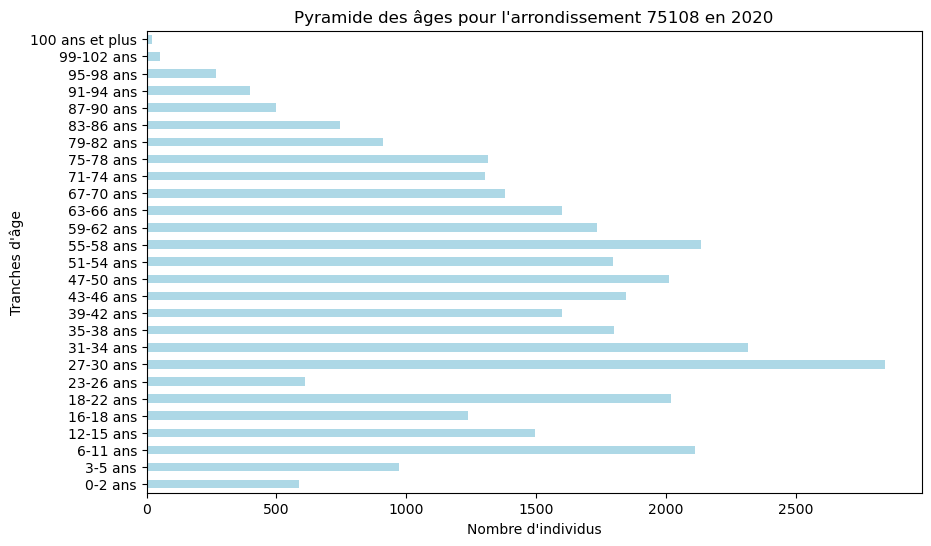 Pyramide des âges pour l'arrondissement 75108 en 2020
100 ans et plus
99-102 ans
95-98 ans
91-94 ans
87-90 ans
83-86 ans
79-82 ans
75-78 ans
71-74 ans
67-70 ans
63-66 ans
59-62 ans
55-58 ans
51-54 ans
47-50 ans
43-46 ans
39-42 ans
35-38 ans
31-34 ans
27-30 ans
23-26 ans
18-22 ans
16-18 ans
12-15 ans
6-11 ans
3-5 ans
0-2 ans
Tranches d'âge
0 500 1000 1500 2000 2500
Nombre d'individus